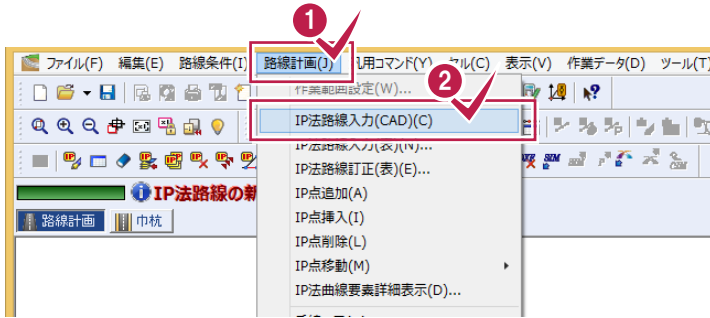 1
ファイル(F) 編集(E) 路線条件(I) 路線計画(J) 汎用コマンド(Y) セル(C) 表示(V) 作業データ(D) ツール(T)
2
作業範囲設定(W)...
IP法路線入力(CAD)(C)
IP法路線入力(表)(N)...
IP法路線訂正(表)(E)...
IP法路線の新
IP点追加(A)
路線計画 巾杭
IP点挿入(I)
IP点削除(L)
IP点移動(M)
IP法曲線要素詳細表示(D)...